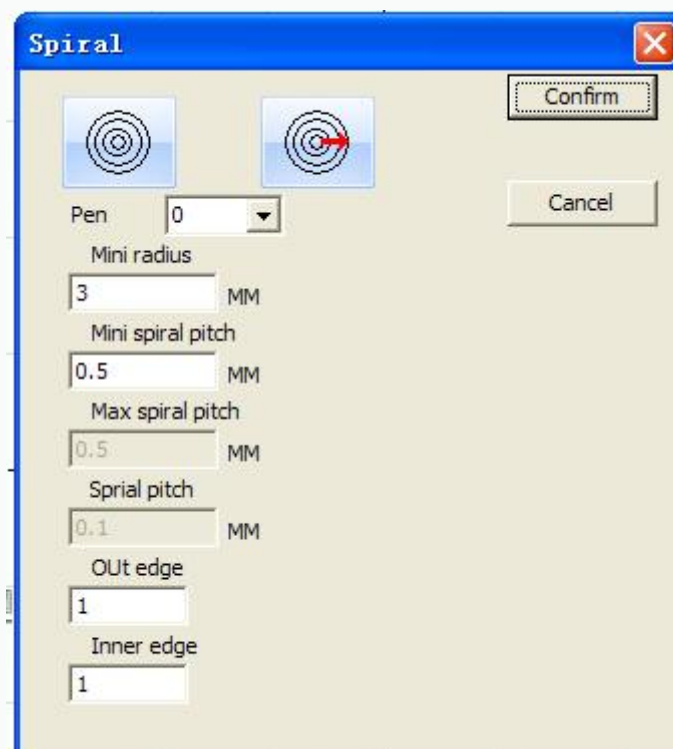 Spiral
Confirm
Cancel
Pen 0
Mini radius
3 MM
Mini spiral pitch
0.5 MM
Max spiral pitch
0.5 MM
Sprial pitch
0.1 MM
OUt edge
1
Inner edge
1